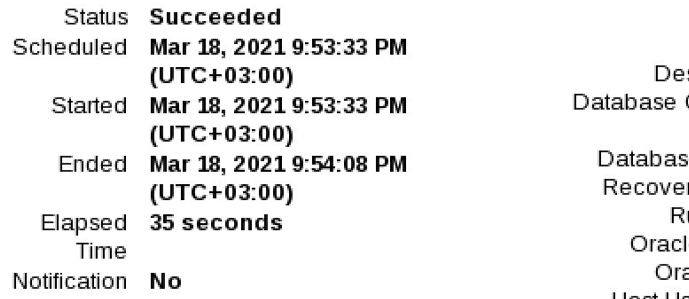 Status Succeeded
Scheduled Mar 18, 2021 9:53:33 PM
(UTC+03:00)
Started Mar 18, 2021 9:53:33 PM
(UTC+03:00)
Ended Mar 18, 2021 9:54:08 PM
(UTC+03:00)
Elapsed 35 seconds
Time
Notification No
Database